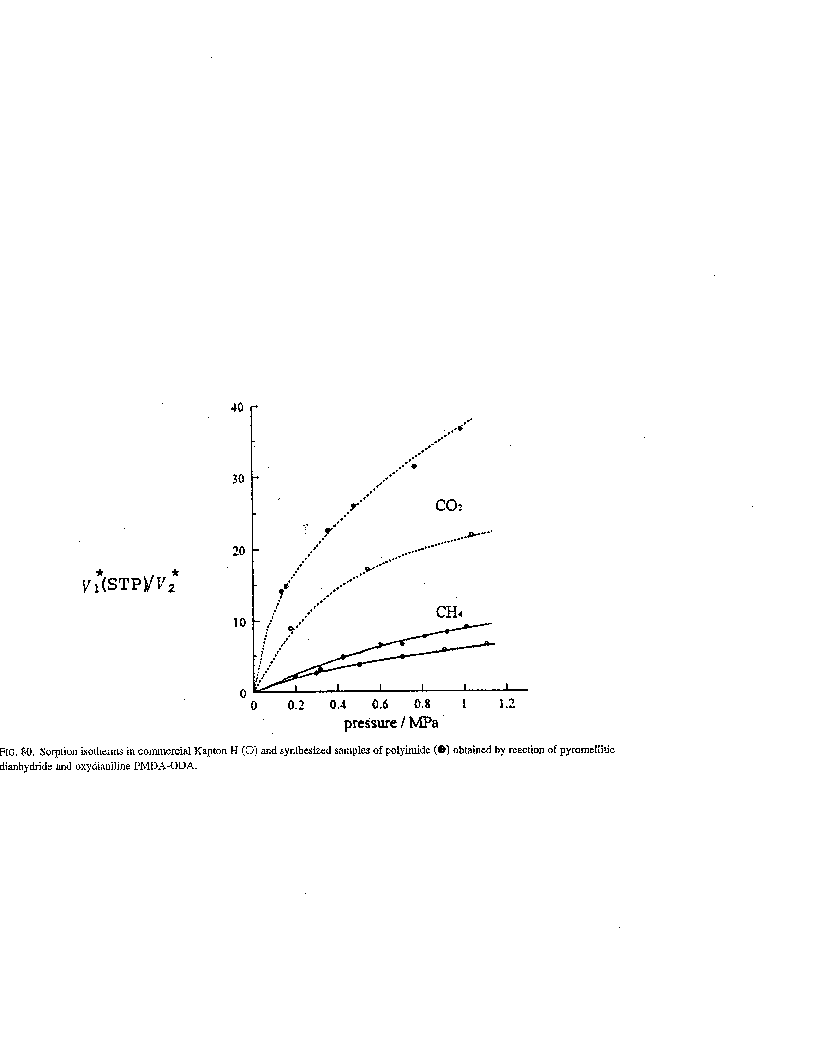 40
30
20
10
0
V₁*(STP)/V₂*
CO₂
CH₄
0 0.2 0.4 0.6 0.8 1 1.2
pressure / MPa
FIG. 80. Sorption isotherms in commercial Kapton H (○) and synthesized samples of polyimide (●) obtained by reaction of pyromellitic
dianhydride and oxydianiline PMDA-ODA.